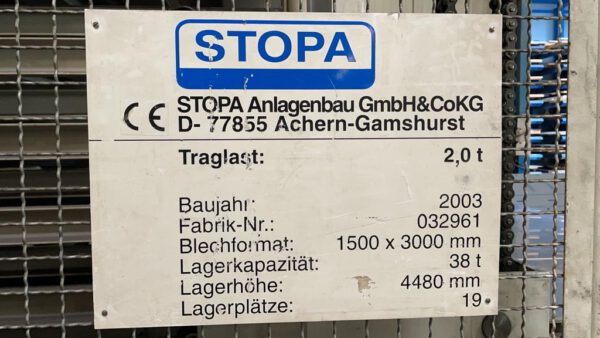 STOPA
CE STOPA Anlagenbau GmbH&CoKG
D- 77855 Achern-Gamshurst
Traglast: 2,0 t
Baujahr: 2003
Fabrik-Nr.: 032961
Blechformat: 1500 x 3000 mm
Lagerkapazität: 38 t
Lagerhöhe: 4480 mm
Lagerplätze: 19